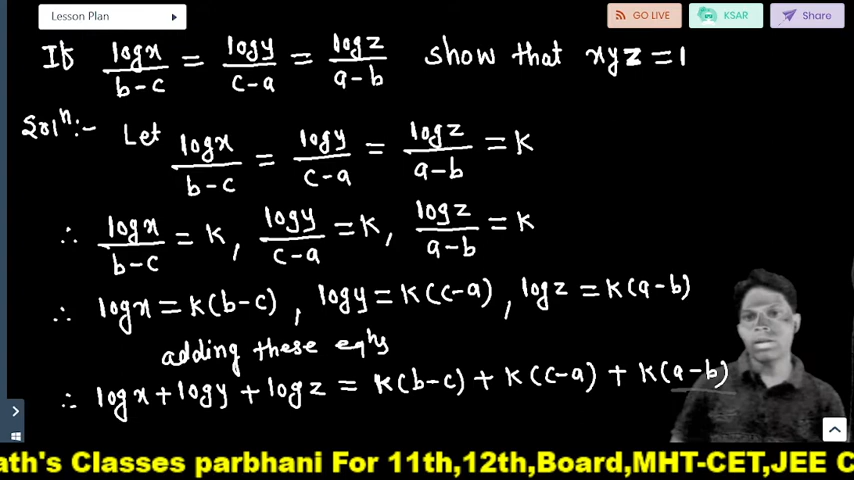 Lesson Plan
GO LIVE
KSAR
Share
If logx/b-c = logy/c-a = logz/a-b show that xyz = 1
Solⁿ:- Let logx/b-c = logy/c-a = logz/a-b = K
∴ logx/b-c = K, logy/c-a = K, logz/a-b = K
∴ logx = K(b-c), logy = K(c-a), logz = K(a-b)
adding these eqⁿs
∴ logx + logy + logz = K(b-c) + K(c-a) + K(a-b)
ath's Classes parbhani For 11th,12th,Board,MHT-CET,JEE C